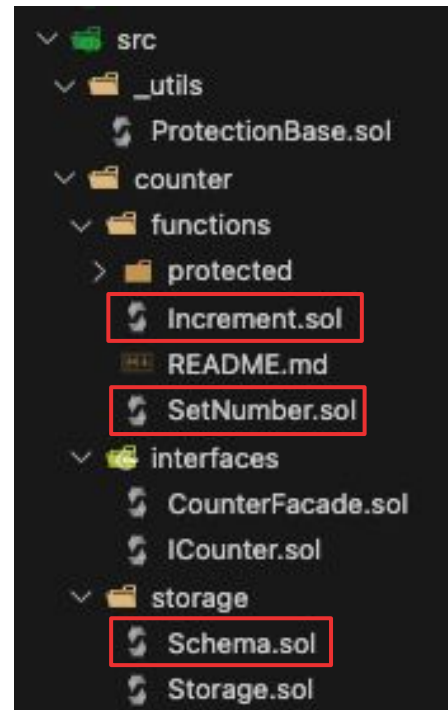 src
_utils
ProtectionBase.sol
counter
functions
protected
Increment.sol
README.md
SetNumber.sol
interfaces
CounterFacade.sol
ICounter.sol
storage
Schema.sol
Storage.sol